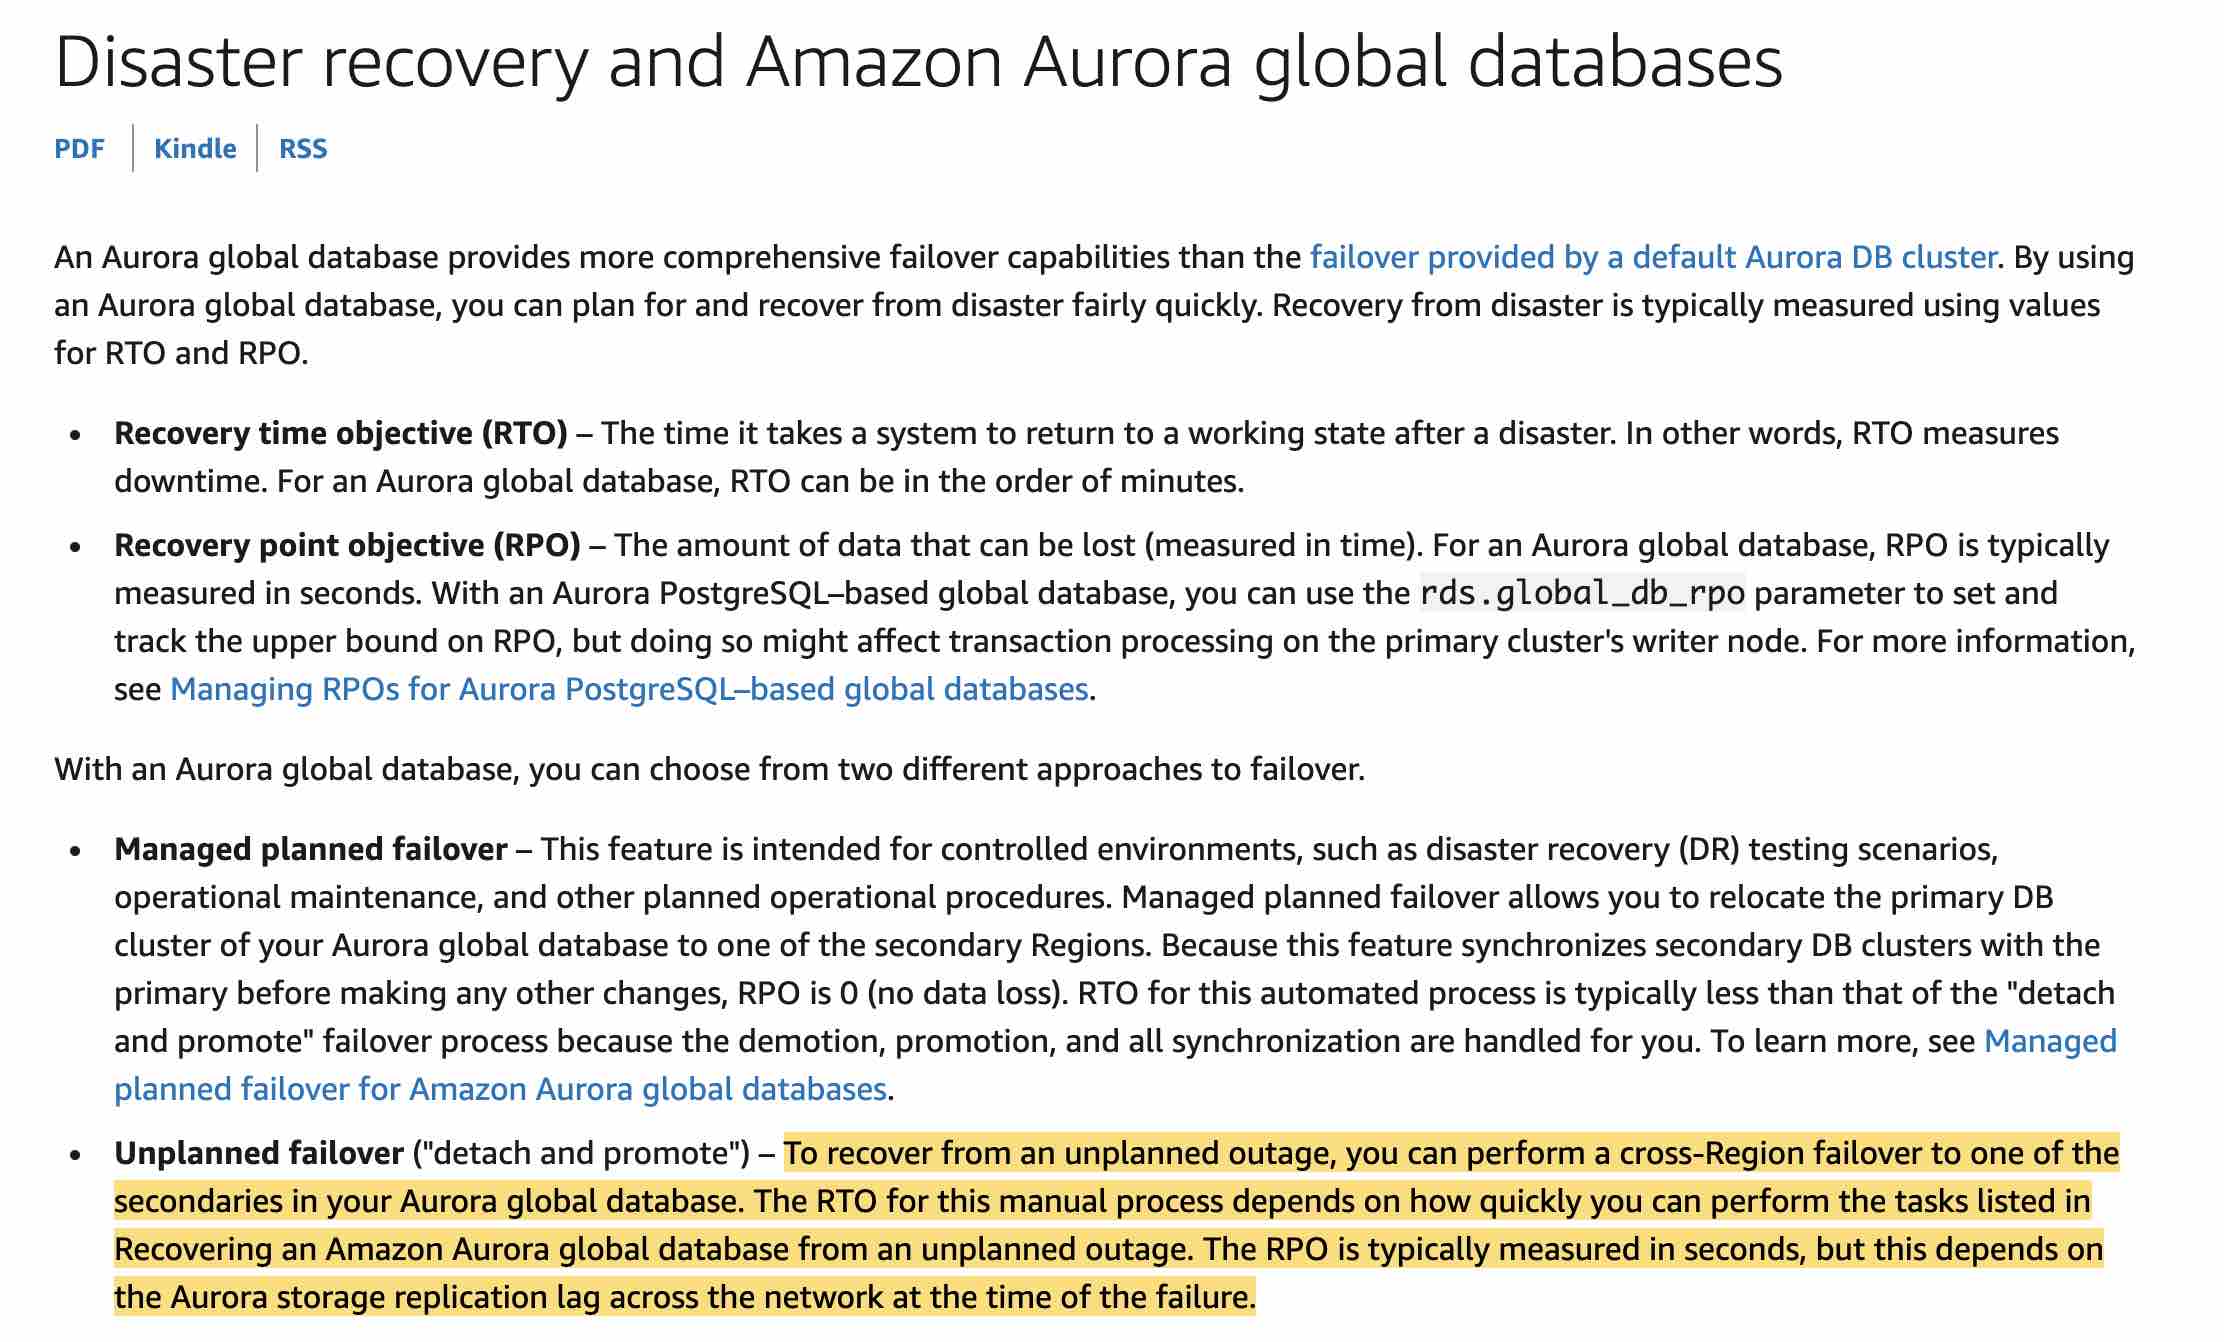 Disaster recovery and Amazon Aurora global databases
PDF | Kindle | RSS
An Aurora global database provides more comprehensive failover capabilities than the failover provided by a default Aurora DB cluster. By using
an Aurora global database, you can plan for and recover from disaster fairly quickly. Recovery from disaster is typically measured using values
for RTO and RPO.
• Recovery time objective (RTO) – The time it takes a system to return to a working state after a disaster. In other words, RTO measures
downtime. For an Aurora global database, RTO can be in the order of minutes.
• Recovery point objective (RPO) – The amount of data that can be lost (measured in time). For an Aurora global database, RPO is typically
measured in seconds. With an Aurora PostgreSQL–based global database, you can use the rds.global_db_rpo parameter to set and
track the upper bound on RPO, but doing so might affect transaction processing on the primary cluster's writer node. For more information,
see Managing RPOs for Aurora PostgreSQL–based global databases.
With an Aurora global database, you can choose from two different approaches to failover.
• Managed planned failover – This feature is intended for controlled environments, such as disaster recovery (DR) testing scenarios,
operational maintenance, and other planned operational procedures. Managed planned failover allows you to relocate the primary DB
cluster of your Aurora global database to one of the secondary Regions. Because this feature synchronizes secondary DB clusters with the
primary before making any other changes, RPO is 0 (no data loss). RTO for this automated process is typically less than that of the "detach
and promote" failover process because the demotion, promotion, and all synchronization are handled for you. To learn more, see Managed
planned failover for Amazon Aurora global databases.
• Unplanned failover ("detach and promote") – To recover from an unplanned outage, you can perform a cross-Region failover to one of the
secondaries in your Aurora global database. The RTO for this manual process depends on how quickly you can perform the tasks listed in
Recovering an Amazon Aurora global database from an unplanned outage. The RPO is typically measured in seconds, but this depends on
the Aurora storage replication lag across the network at the time of the failure.